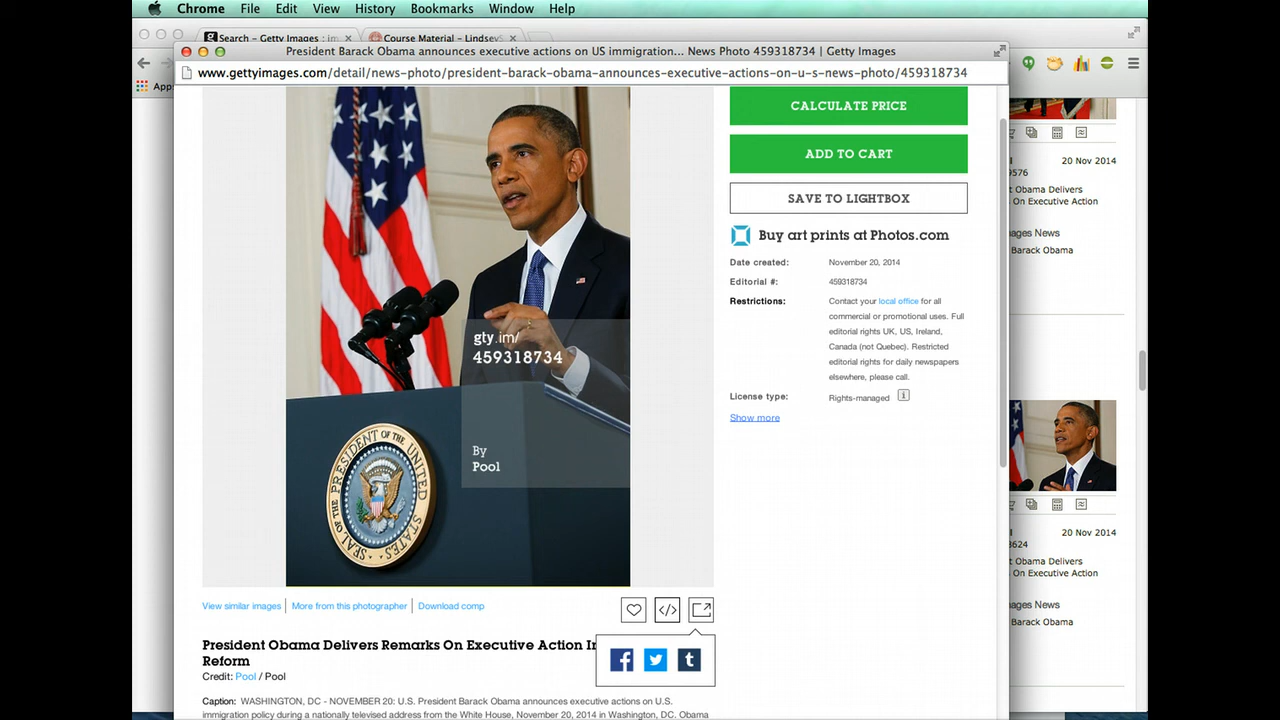 Chrome File Edit View History Bookmarks Window Help
Search – Getty Images : im
Course Material – Lindsey
President Barack Obama announces executive actions on US immigration... News Photo 459318734 | Getty Images
www.gettyimages.com/detail/news-photo/president-barack-obama-announces-executive-actions-on-u-s-news-photo/459318734
App
CALCULATE PRICE
ADD TO CART
SAVE TO LIGHTBOX
Buy art prints at Photos.com
Date created: November 20, 2014
Editorial #: 459318734
Restrictions: Contact your local office for all
commercial or promotional uses. Full
editorial rights UK, US, Ireland,
Canada (not Quebec). Restricted
editorial rights for daily newspapers
elsewhere, please call.
License type: Rights-managed i
Show more
gty.im/
459318734
By
Pool
SEAL OF THE PRESIDENT OF THE UNITED STATES
View similar images | More from this photographer | Download comp
President Obama Delivers Remarks On Executive Action In
Reform
Credit: Pool / Pool
Caption: WASHINGTON, DC - NOVEMBER 20: U.S. President Barack Obama announces executive actions on U.S.
immigration policy during a nationally televised address from the White House, November 20, 2014 in Washington, DC. Obama
20 Nov 2014
9576
t Obama Delivers
On Executive Action
ages News
Barack Obama
20 Nov 2014
8624
t Obama Delivers
On Executive Action
ages News
Barack Obama